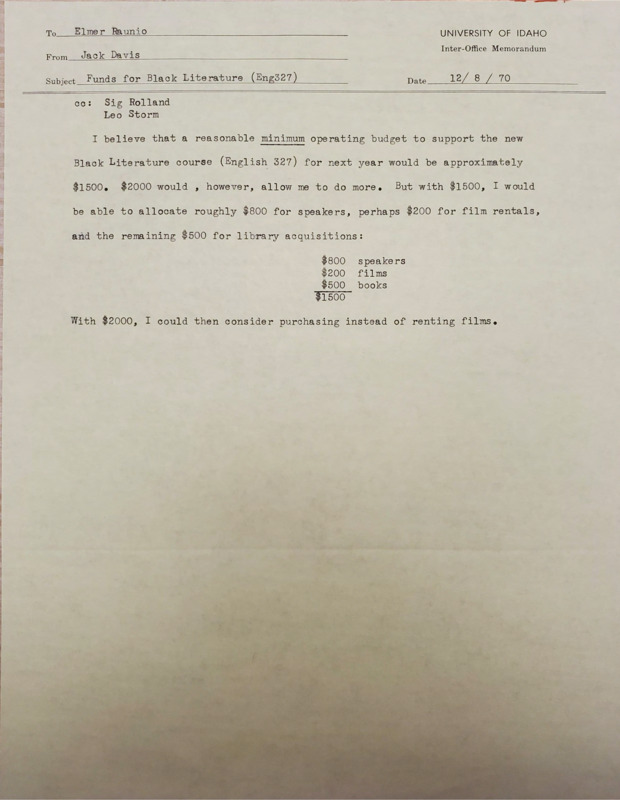 To Elmer Raunio
UNIVERSITY OF IDAHO
Inter-Office Memorandum
From Jack Davis
Subject Funds for Black Literature (Eng327)
Date 12/ 8 / 70
cc: Sig Rolland
Leo Storm
I believe that a reasonable minimum operating budget to support the new
Black Literature course (English 327) for next year would be approximately
$1500. $2000 would , however, allow me to do more. But with $1500, I would
be able to allocate roughly $800 for speakers, perhaps $200 for film rentals,
and the remaining $500 for library acquisitions:
$800 speakers
$200 films
$500 books
$1500
With $2000, I could then consider purchasing instead of renting films.